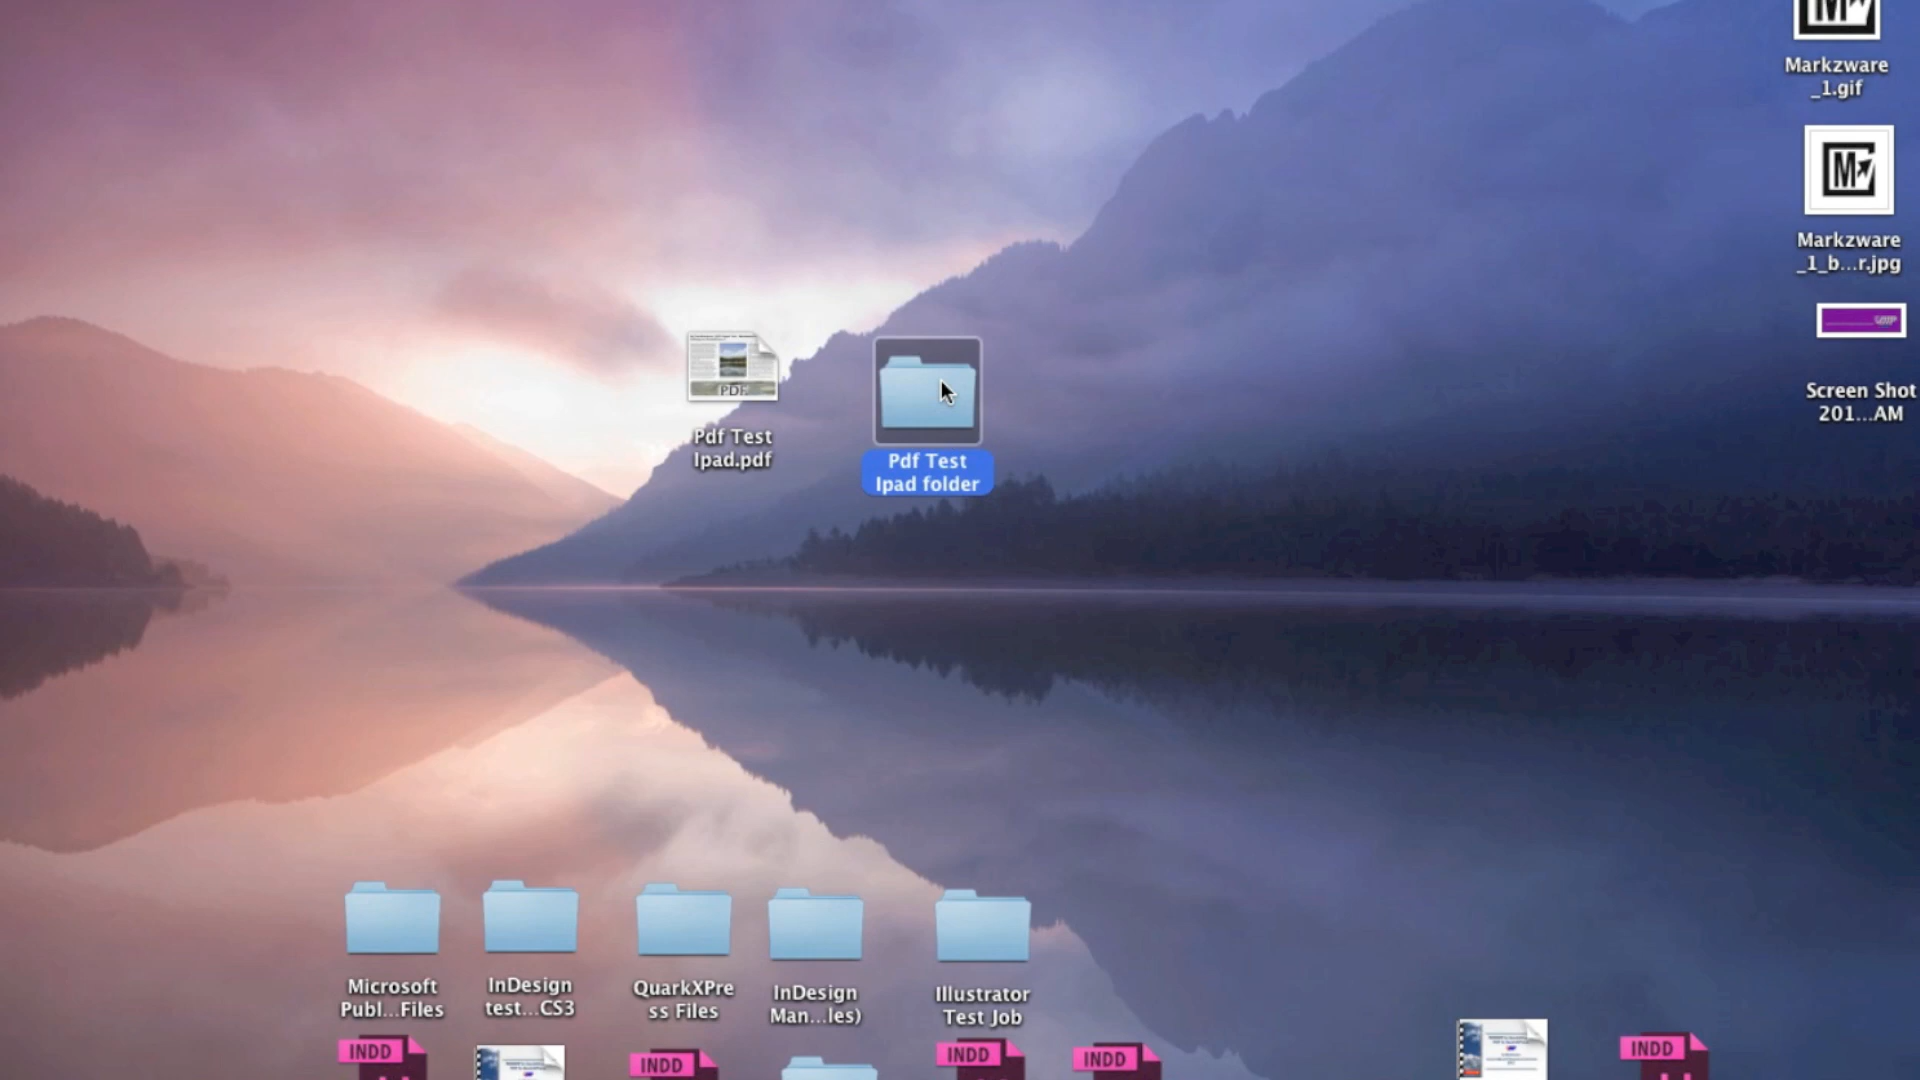 Markzware
_1.gif
Markzware
_1_b...r.jpg
Screen Shot
201...AM
PDF
Pdf Test
Ipad.pdf
Pdf Test
Ipad folder
Microsoft
Publ...Files
InDesign
test...CS3
QuarkXPre
ss Files
InDesign
Man...les)
Illustrator
Test Job
INDD
INDD
INDD
INDD
INDD